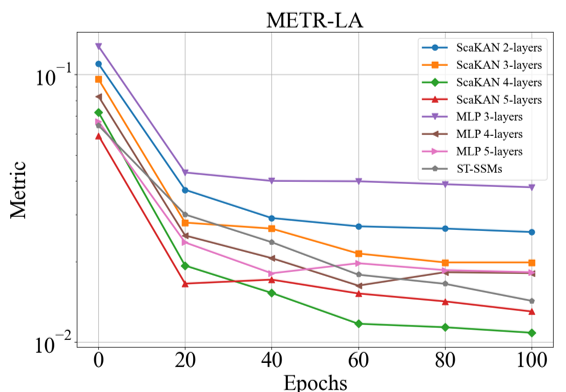 METR-LA
ScaKAN 2-layers
ScaKAN 3-layers
ScaKAN 4-layers
ScaKAN 5-layers
MLP 3-layers
MLP 4-layers
MLP 5-layers
ST-SSMs
10⁻¹
10⁻²
Metric
0 20 40 60 80 100
Epochs